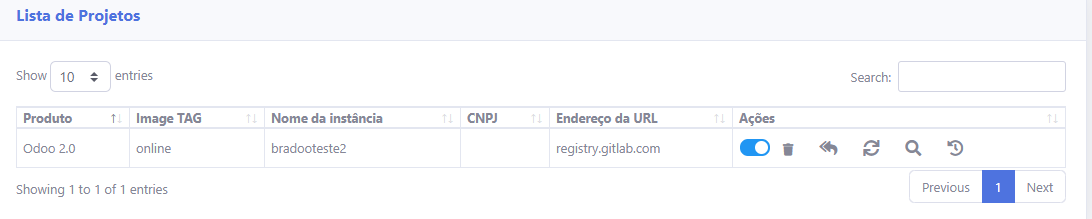 Lista de Projetos
Show 10 entries
Search:
Produto Image TAG Nome da instância CNPJ Endereço da URL Ações
Odoo 2.0 online bradooteste2 registry.gitlab.com
Showing 1 to 1 of 1 entries
Previous 1 Next